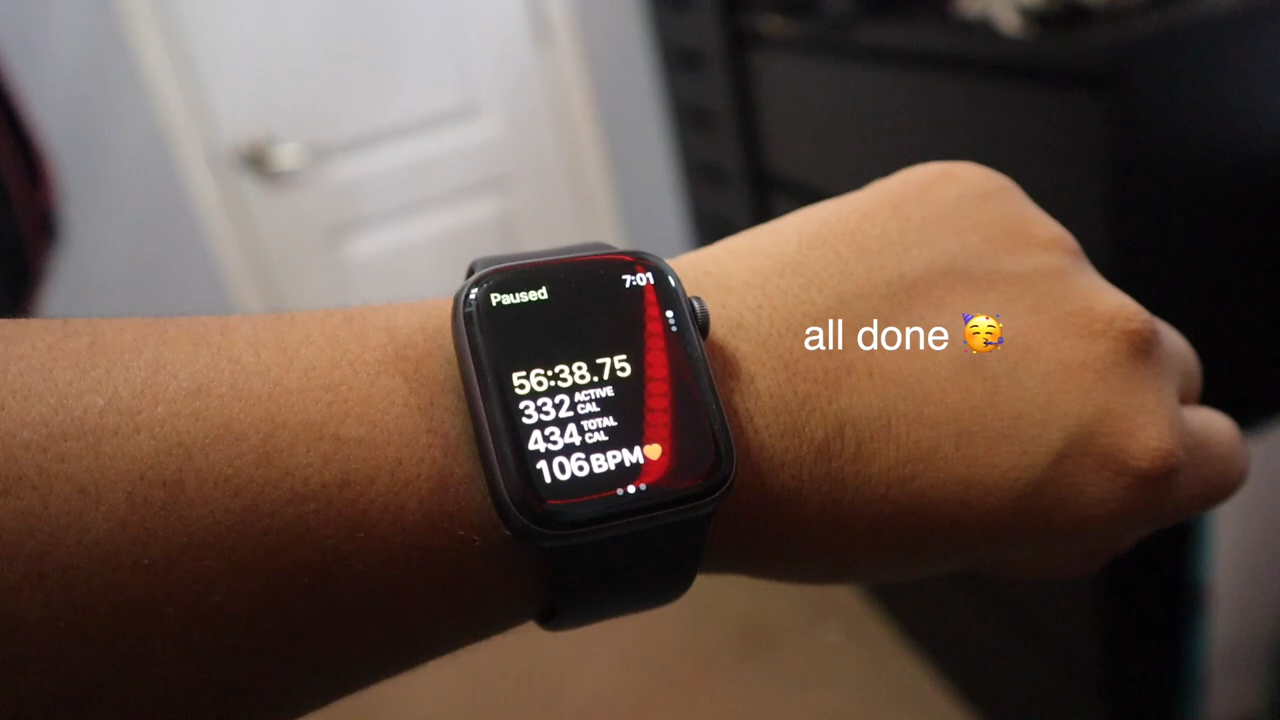 Paused
7:01
56:38.75
332 ACTIVE CAL
434 TOTAL CAL
106 BPM
all done 🥳